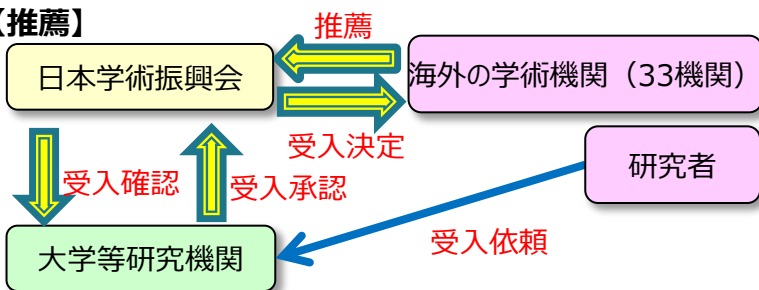 【推薦】
推薦
日本学術振興会
海外の学術機関（33機関）
受入決定
研究者
受入確認
受入承認
受入依頼
大学等研究機関